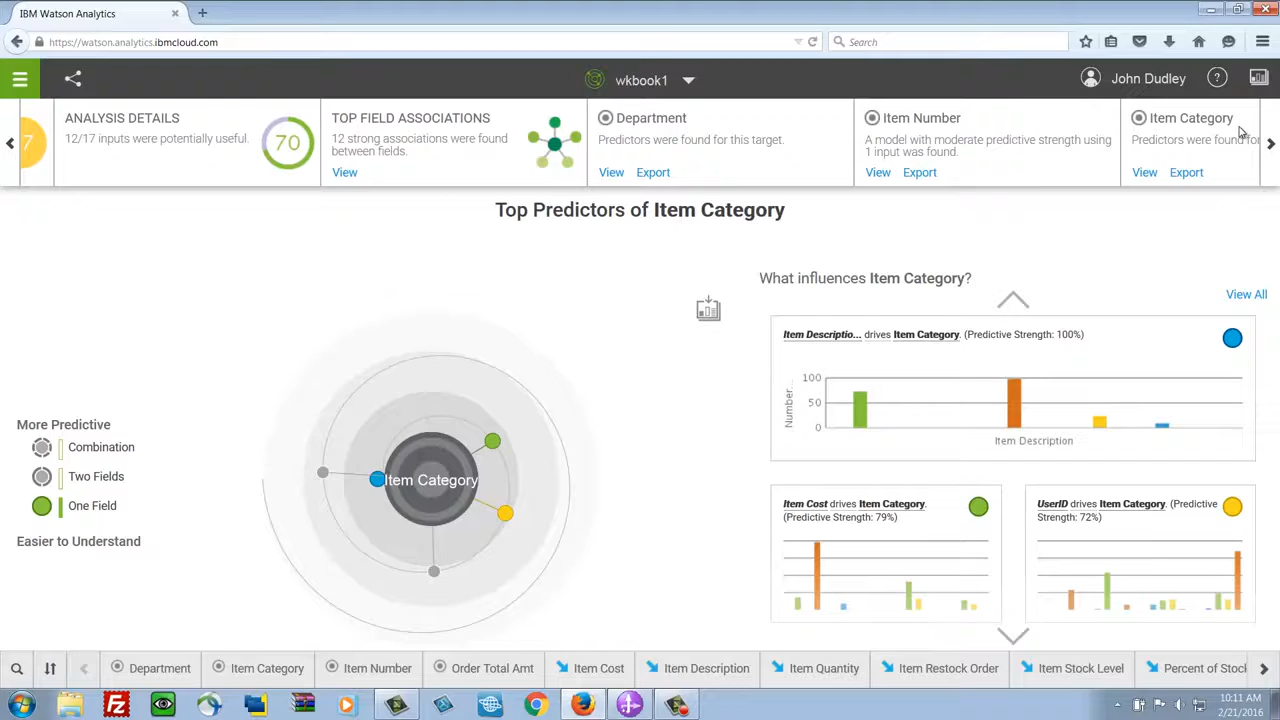 IBM Watson Analytics
https://watson.analytics.ibmcloud.com
Search
wkbook1
John Dudley
?
7
ANALYSIS DETAILS
12/17 inputs were potentially useful.
70
TOP FIELD ASSOCIATIONS
12 strong associations were found
between fields.
View
Department
Predictors were found for this target.
View Export
Item Number
A model with moderate predictive strength using
1 input was found.
View Export
Item Category
Predictors were found for
View Export
Top Predictors of Item Category
What influences Item Category?
View All
Item Descriptio... drives Item Category. (Predictive Strength: 100%)
Number...
100
50
0
Item Description
More Predictive
Combination
Two Fields
One Field
Easier to Understand
Item Category
Item Cost drives Item Category.
(Predictive Strength: 79%)
UserID drives Item Category. (Predictive
Strength: 72%)
Department
Item Category
Item Number
Order Total Amt
Item Cost
Item Description
Item Quantity
Item Restock Order
Item Stock Level
Percent of Stock
FZ
10:11 AM
2/21/2016